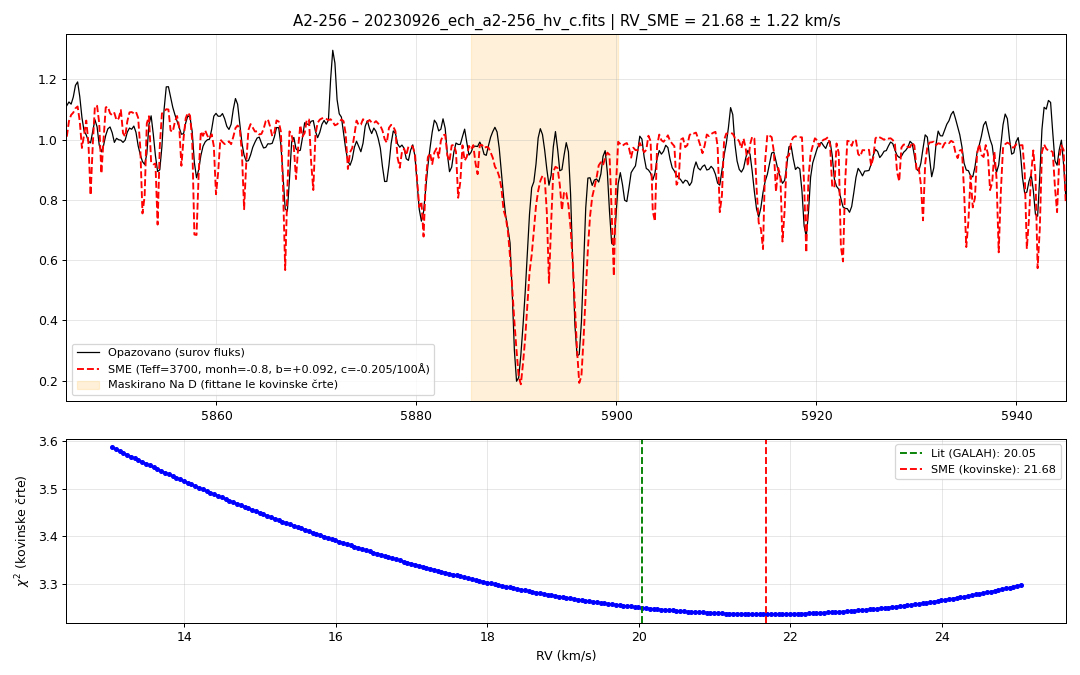 A2-256 – 20230926_ech_a2-256_hv_c.fits | RV_SME = 21.68 ± 1.22 km/s
1.2
1.0
0.8
0.6
0.4
0.2
Opazovano (surov fluks)
SME (Teff=3700, monh=-0.8, b=+0.092, c=-0.205/100Å)
Maskirano Na D (fittane le kovinske črte)
5860 5880 5900 5920 5940
3.6
3.5
3.4
3.3
χ² (kovinske črte)
Lit (GALAH): 20.05
SME (kovinske): 21.68
14 16 18 20 22 24
RV (km/s)